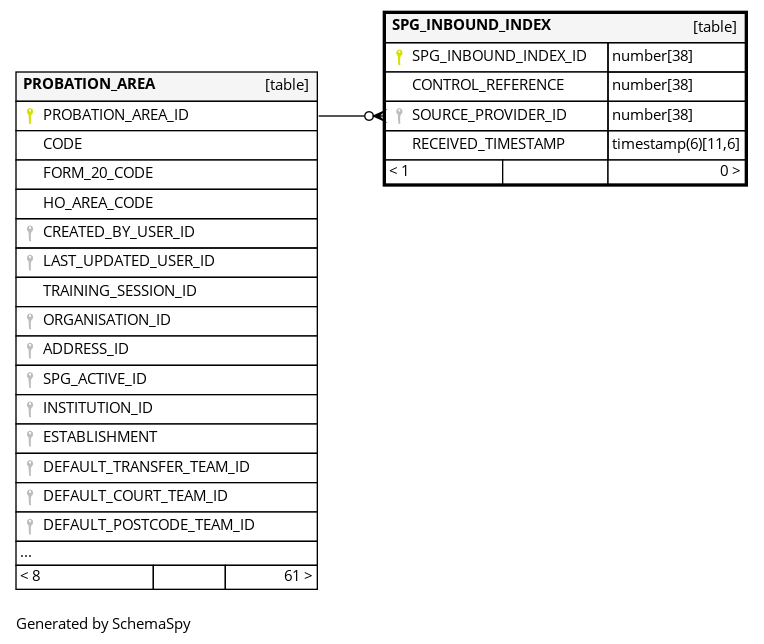 SPG_INBOUND_INDEX [table]
SPG_INBOUND_INDEX_ID number[38]
CONTROL_REFERENCE number[38]
SOURCE_PROVIDER_ID number[38]
RECEIVED_TIMESTAMP timestamp(6)[11,6]
< 1 0 >
PROBATION_AREA [table]
PROBATION_AREA_ID
CODE
FORM_20_CODE
HO_AREA_CODE
CREATED_BY_USER_ID
LAST_UPDATED_USER_ID
TRAINING_SESSION_ID
ORGANISATION_ID
ADDRESS_ID
SPG_ACTIVE_ID
INSTITUTION_ID
ESTABLISHMENT
DEFAULT_TRANSFER_TEAM_ID
DEFAULT_COURT_TEAM_ID
DEFAULT_POSTCODE_TEAM_ID
...
< 8 61 >
Generated by SchemaSpy